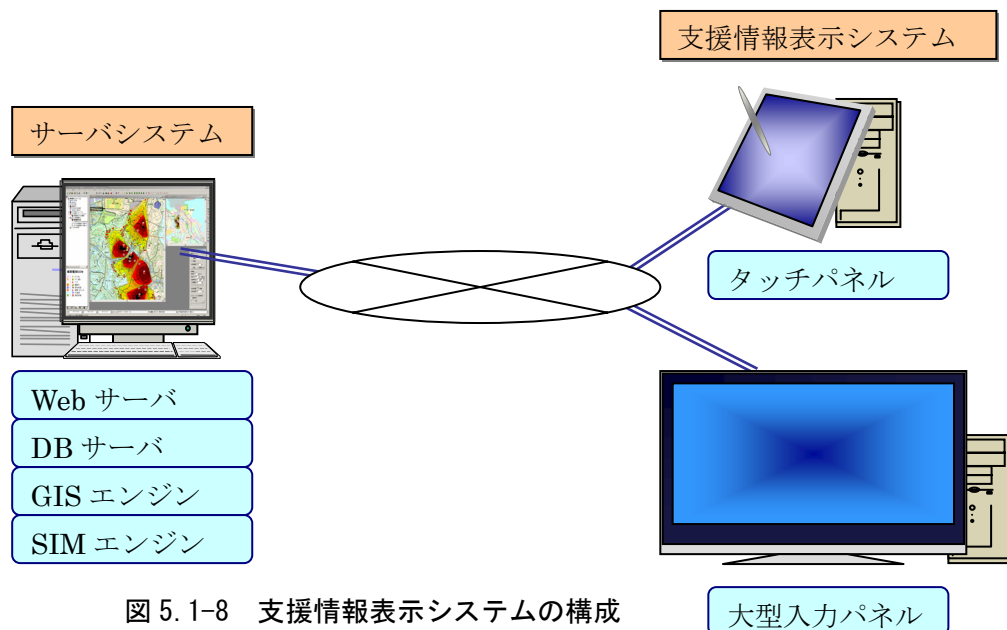 支援情報表示システム
サーバシステム
タッチパネル
Web サーバ
DB サーバ
GIS エンジン
SIM エンジン
大型入力パネル
図 5.1-8 支援情報表示システムの構成